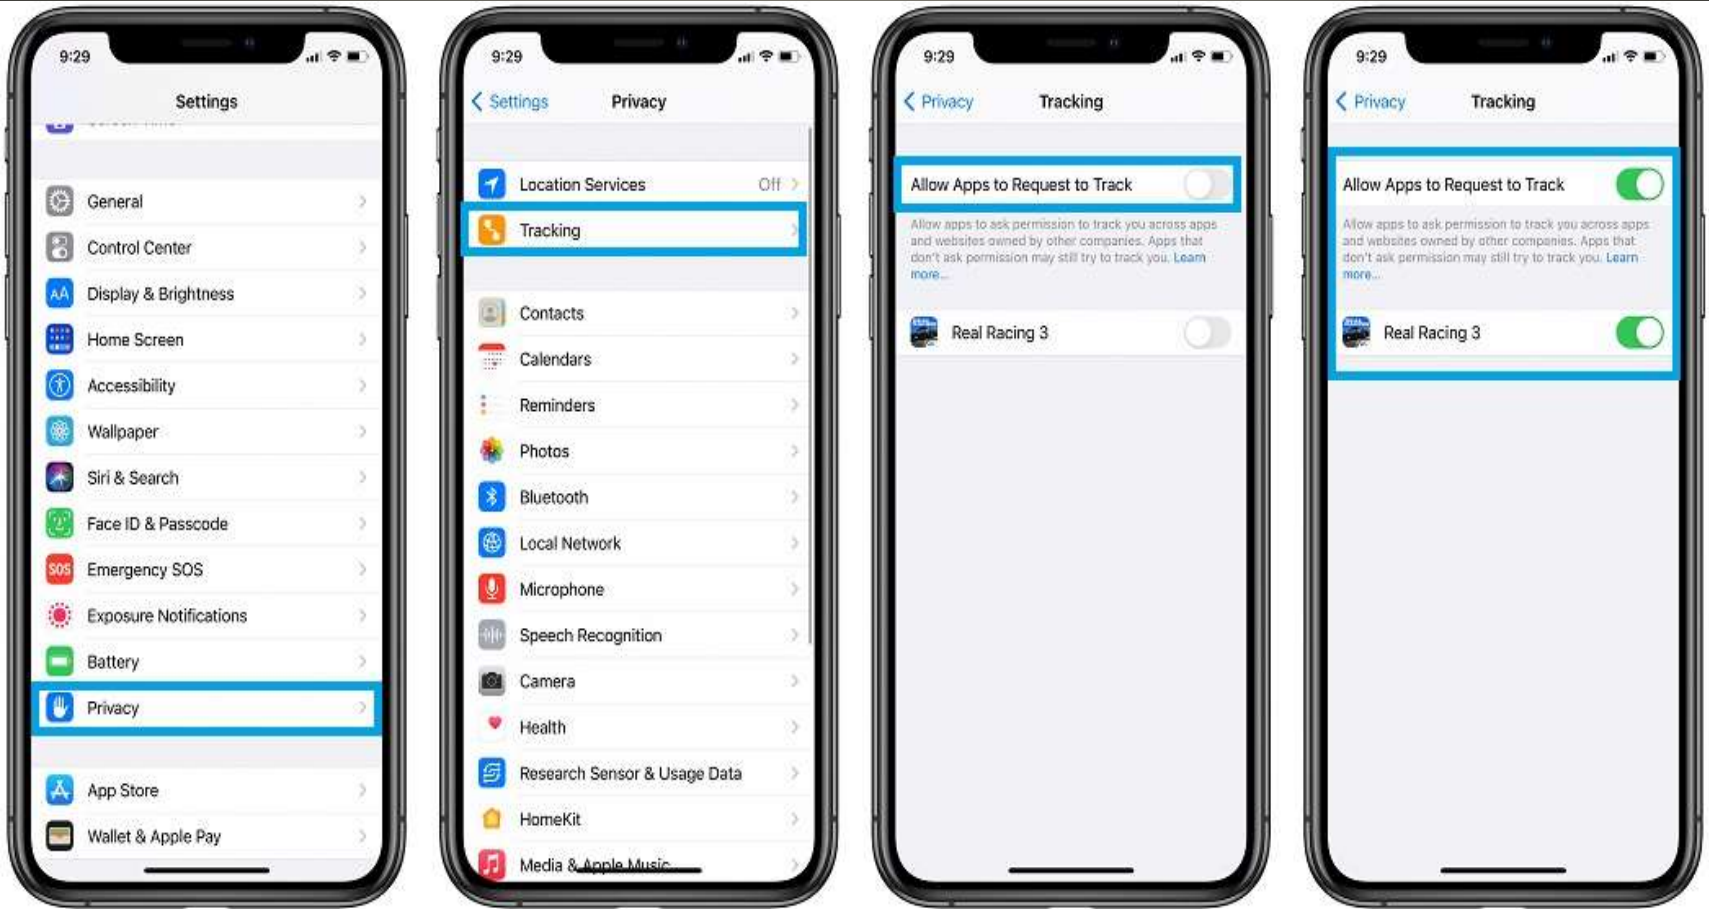 9:29
Settings
General
Control Center
AA
Display & Brightness
Home Screen
Accessibility
Wallpaper
Siri & Search
Face ID & Passcode
SOS
Emergency SOS
Exposure Notifications
Battery
Privacy
App Store
Wallet & Apple Pay
9:29
Settings
Privacy
Location Services
Off
Tracking
Contacts
Calendars
Reminders
Photos
Bluetooth
Local Network
Microphone
Speech Recognition
Camera
Health
Research Sensor & Usage Data
HomeKit
Media & Apple Music
9:29
Privacy
Tracking
Allow Apps to Request to Track
Allow apps to ask permission to track you across apps
and websites owned by other companies. Apps that
don't ask permission may still try to track you. Learn
more...
Real Racing 3
9:29
Privacy
Tracking
Allow Apps to Request to Track
Allow apps to ask permission to track you across apps
and websites owned by other companies. Apps that
don't ask permission may still try to track you. Learn
more...
Real Racing 3